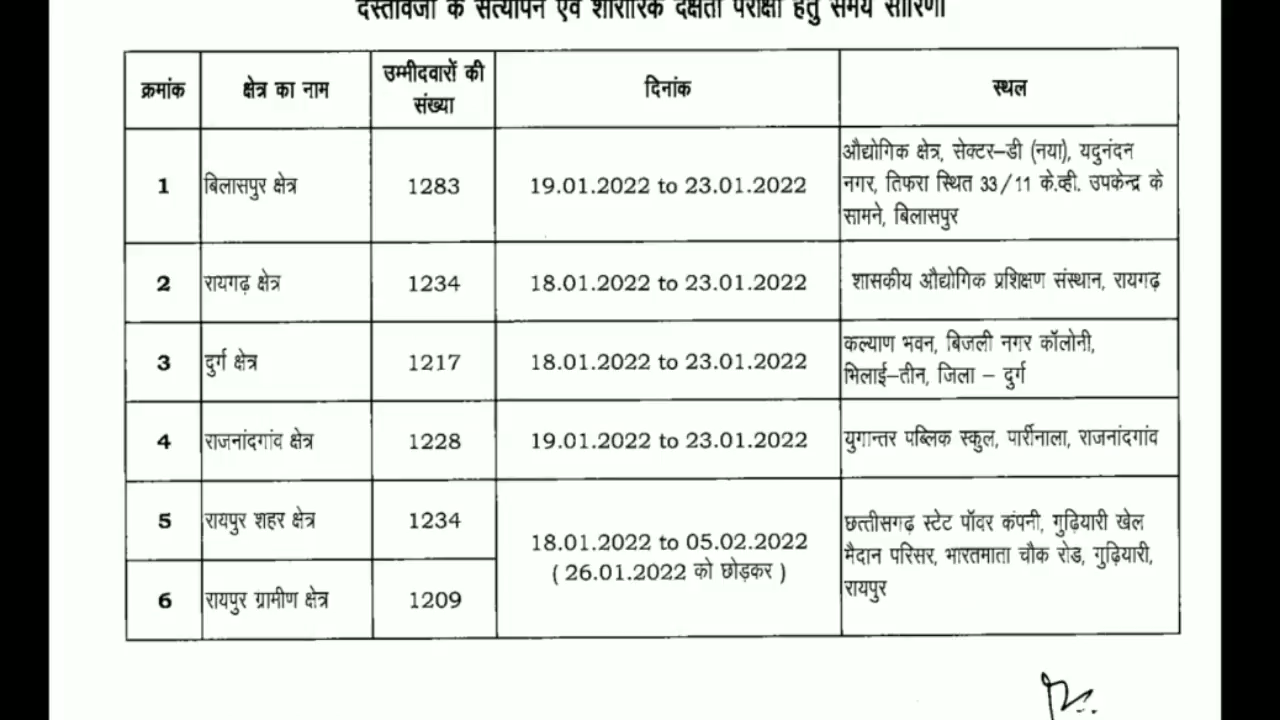 दस्तावेजों के सत्यापन एवं शारीरिक दक्षता परीक्षा हेतु समय सारिणी
क्रमांक क्षेत्र का नाम उम्मीदवारों की संख्या दिनांक स्थल
1 बिलासपुर क्षेत्र 1283 19.01.2022 to 23.01.2022 औद्योगिक क्षेत्र, सेक्टर–डी (नया), यदुनंदन
नगर, तिफरा स्थित 33/11 के.व्ही. उपकेन्द्र के
सामने, बिलासपुर
2 रायगढ़ क्षेत्र 1234 18.01.2022 to 23.01.2022 शासकीय औद्योगिक प्रशिक्षण संस्थान, रायगढ़
3 दुर्ग क्षेत्र 1217 18.01.2022 to 23.01.2022 कल्याण भवन, बिजली नगर कॉलोनी,
भिलाई–तीन, जिला – दुर्ग
4 राजनांदगांव क्षेत्र 1228 19.01.2022 to 23.01.2022 युगान्तर पब्लिक स्कुल, पार्रीनाला, राजनांदगांव
5 रायपुर शहर क्षेत्र 1234 18.01.2022 to 05.02.2022 छत्तीसगढ़ स्टेट पॉवर कंपनी, गुढ़ियारी खेल
( 26.01.2022 को छोड़कर ) मैदान परिसर, भारतमाता चौक रोड, गुढ़ियारी,
रायपुर
6 रायपुर ग्रामीण क्षेत्र 1209